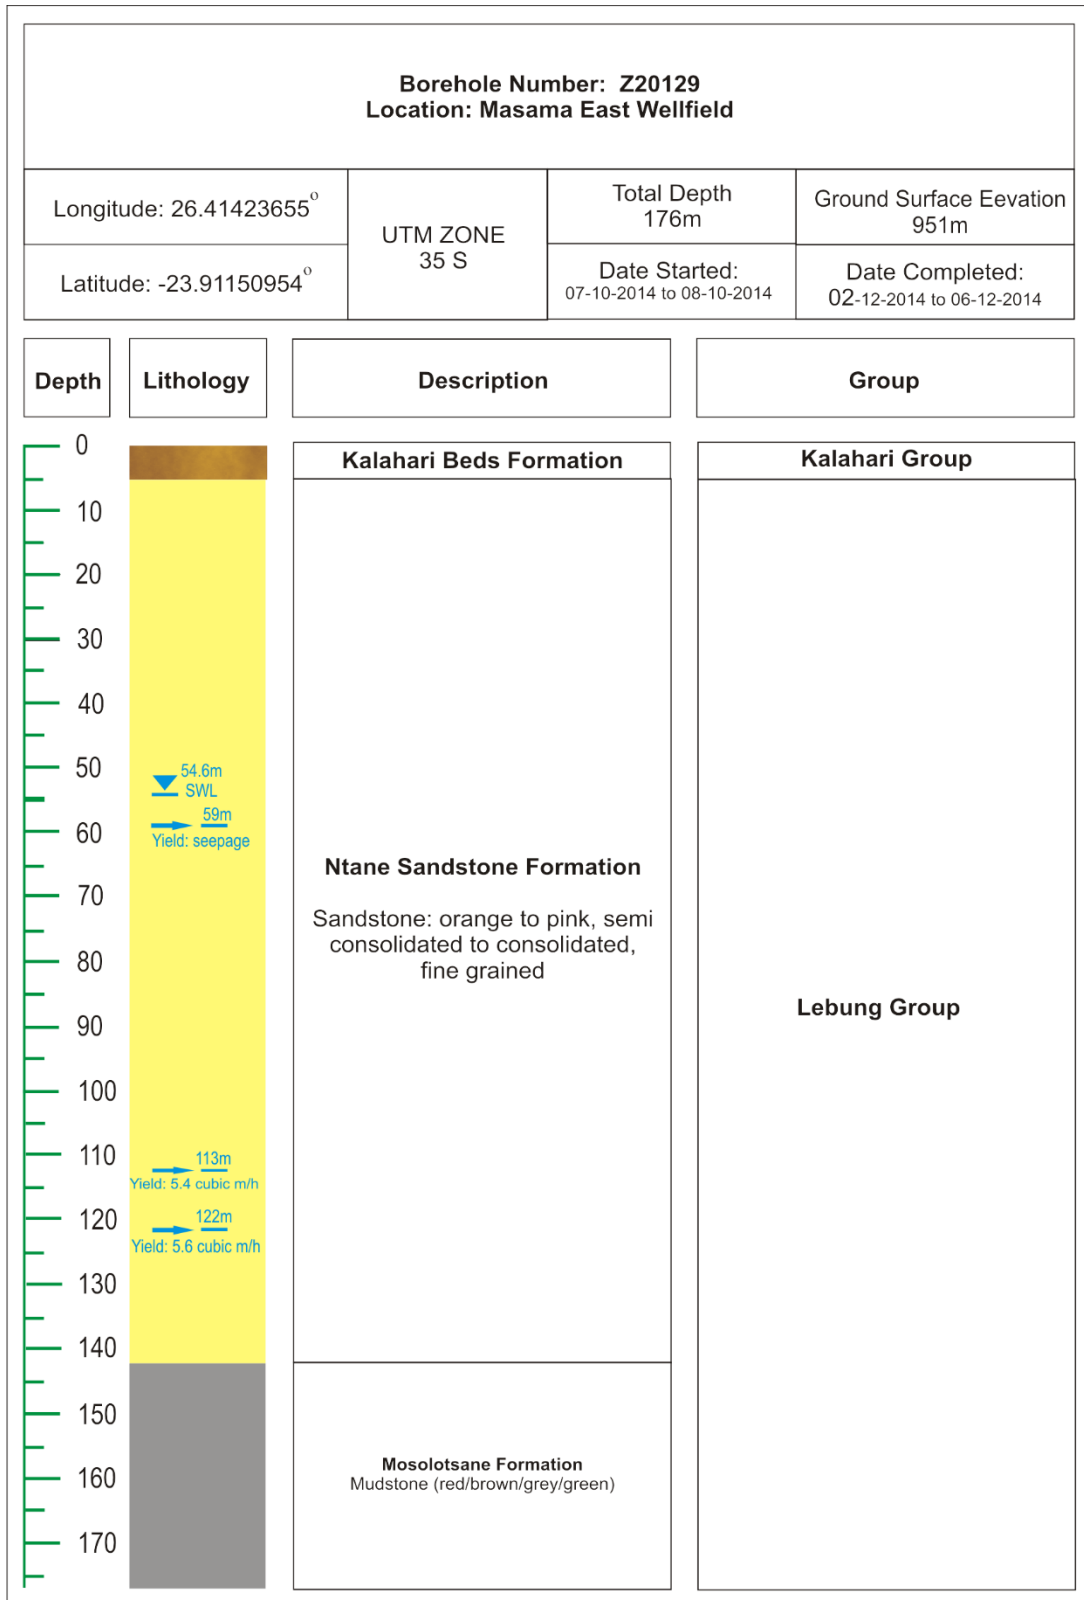 Borehole Number: Z20129
Location: Masama East Wellfield
Longitude: 26.41423655°
Latitude: -23.91150954°
UTM ZONE
35 S
Total Depth
176m
Ground Surface Eevation
951m
Date Started:
07-10-2014 to 08-10-2014
Date Completed:
02-12-2014 to 06-12-2014
Depth
Lithology
Description
Group
0
10
20
30
40
50
60
70
80
90
100
110
120
130
140
150
160
170
54.6m
SWL
59m
Yield: seepage
113m
Yield: 5.4 cubic m/h
122m
Yield: 5.6 cubic m/h
Kalahari Beds Formation
Ntane Sandstone Formation
Sandstone: orange to pink, semi
consolidated to consolidated,
fine grained
Mosolotsane Formation
Mudstone (red/brown/grey/green)
Kalahari Group
Lebung Group